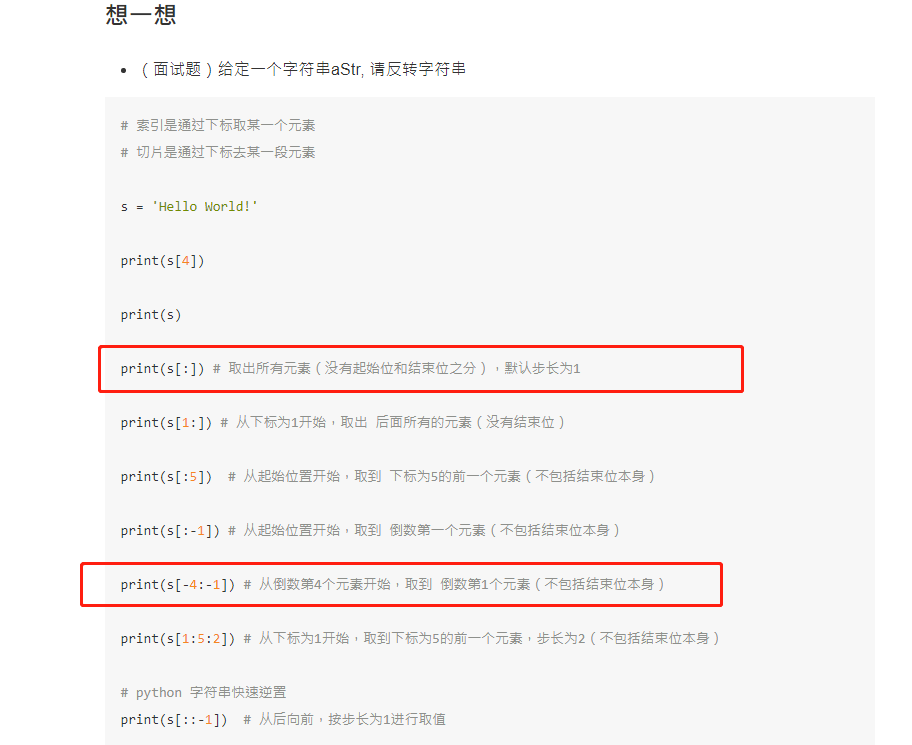 想一想
（面试题）给定一个字符串aStr, 请反转字符串
# 索引是通过下标取某一个元素
# 切片是通过下标去某一段元素
s = 'Hello World!'
print(s[4])
print(s)
print(s[:]) # 取出所有元素（没有起始位和结束位之分），默认步长为1
print(s[1:]) # 从下标为1开始，取出 后面所有的元素（没有结束位）
print(s[:5])  # 从起始位置开始，取到 下标为5的前一个元素（不包括结束位本身）
print(s[:-1]) # 从起始位置开始，取到 倒数第一个元素（不包括结束位本身）
print(s[-4:-1]) # 从倒数第4个元素开始，取到 倒数第1个元素（不包括结束位本身）
print(s[1:5:2]) # 从下标为1开始，取到下标为5的前一个元素，步长为2（不包括结束位本身）
# python 字符串快速逆置
print(s[::-1])  # 从后向前，按步长为1进行取值